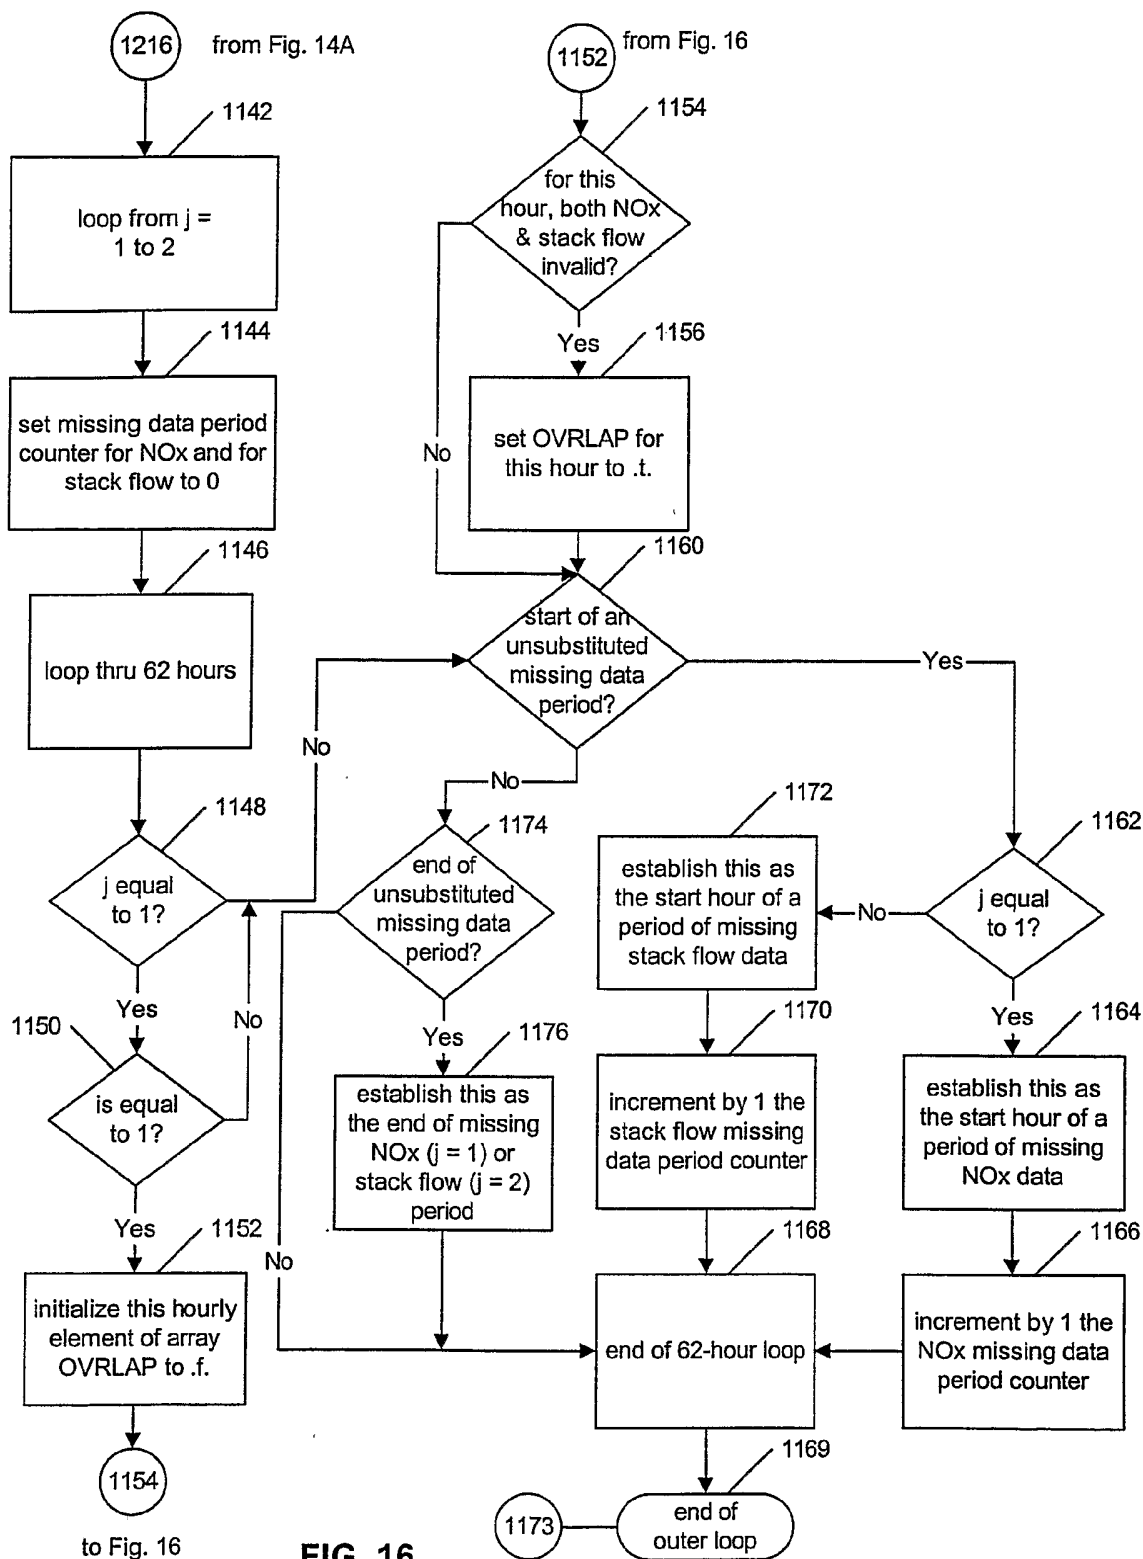 1216
from Fig. 14A
1142
loop from j =
1 to 2
1144
set missing data period
counter for NOx and for
stack flow to 0
1146
loop thru 62 hours
1148
j equal
to 1?
No
Yes
1150
is equal
to 1?
No
Yes
1152
initialize this hourly
element of array
OVRLAP to .f.
1154
to Fig. 16
1152
from Fig. 16
1154
for this
hour, both NOx
& stack flow
invalid?
Yes
No
1156
set OVRLAP for
this hour to .t.
1160
start of an
unsubstituted
missing data
period?
Yes
No
1174
end of
unsubstituted
missing data
period?
Yes
No
1176
establish this as
the end of missing
NOx (j = 1) or
stack flow (j = 2)
period
1162
j equal
to 1?
No
Yes
1172
establish this as
the start hour of a
period of missing
stack flow data
1170
increment by 1 the
stack flow missing
data period counter
1164
establish this as
the start hour of a
period of missing
NOx data
1166
increment by 1 the
NOx missing data
period counter
1168
end of 62-hour loop
1169
end of
outer loop
1173
FIG. 16